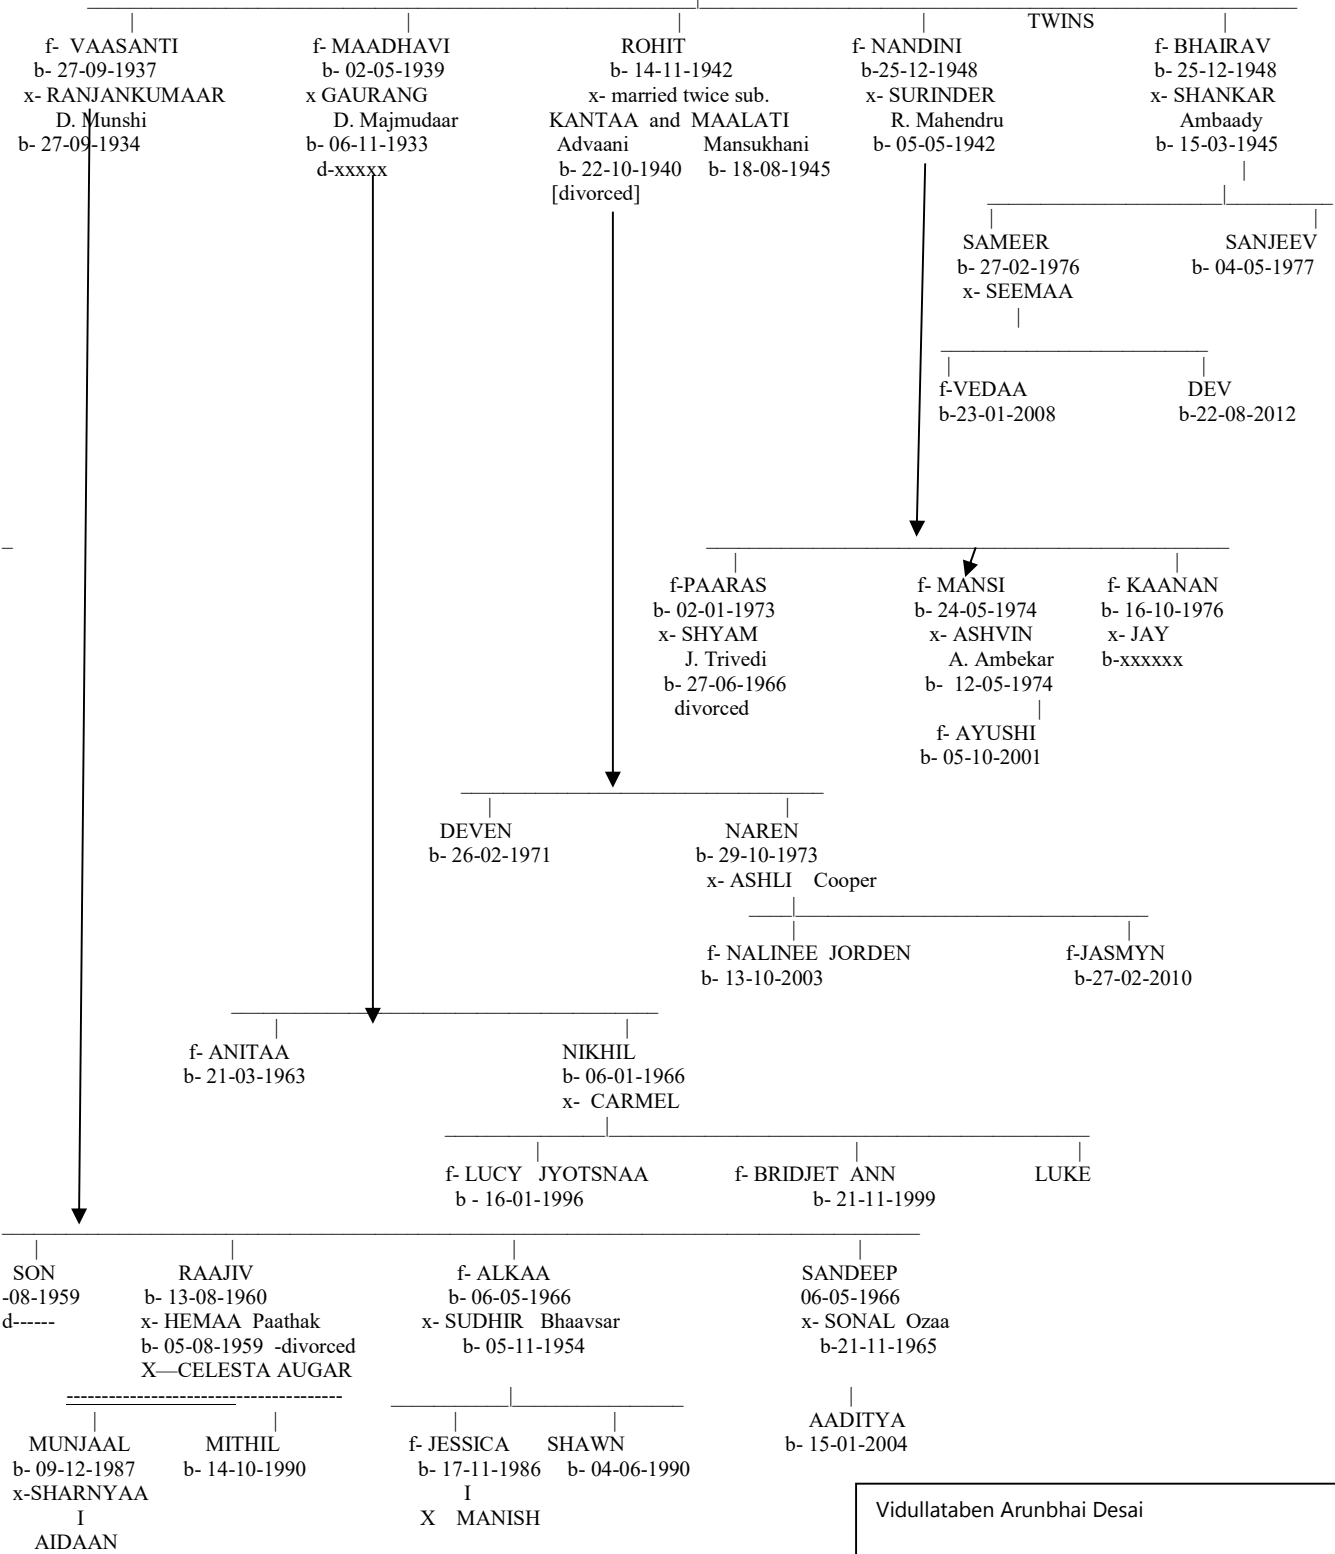 TWINS
f- VAASANTI f- MAADHAVI ROHIT f- NANDINI f- BHAIRAV
b- 27-09-1937 b- 02-05-1939 b- 14-11-1942 b-25-12-1948 b- 25-12-1948
x- RANJANKUMAAR x GAURANG x- married twice sub. x- SURINDER x- SHANKAR
D. Munshi D. Majmudaar KANTAA and MAALATI R. Mahendru Ambaady
b- 27-09-1934 b- 06-11-1933 Advaani Mansukhani b- 05-05-1942 b- 15-03-1945
d-xxxxx b- 22-10-1940 b- 18-08-1945
[divorced]
SAMEER SANJEEV
b- 27-02-1976 b- 04-05-1977
x- SEEMAA
f-VEDAA DEV
b-23-01-2008 b-22-08-2012
f-PAARAS f- MANSI f- KAANAN
b- 02-01-1973 b- 24-05-1974 b- 16-10-1976
x- SHYAM x- ASHVIN x- JAY
J. Trivedi A. Ambekar b-xxxxxx
b- 27-06-1966 b- 12-05-1974
divorced
f- AYUSHI
b- 05-10-2001
DEVEN NAREN
b- 26-02-1971 b- 29-10-1973
x- ASHLI Cooper
f- NALINEE JORDEN f-JASMYN
b- 13-10-2003 b-27-02-2010
f- ANITAA NIKHIL
b- 21-03-1963 b- 06-01-1966
x- CARMEL
f- LUCY JYOTSNAA f- BRIDJET ANN LUKE
b - 16-01-1996 b- 21-11-1999
SON RAAJIV f- ALKAA SANDEEP
-08-1959 b- 13-08-1960 b- 06-05-1966 06-05-1966
d------ x- HEMAA Paathak x- SUDHIR Bhaavsar x- SONAL Ozaa
b- 05-08-1959 -divorced b- 05-11-1954 b-21-11-1965
X—CELESTA AUGAR
AADITYA
b- 15-01-2004
MUNJAAL MITHIL f- JESSICA SHAWN
b- 09-12-1987 b- 14-10-1990 b- 17-11-1986 b- 04-06-1990
x-SHARNYAA I
I X MANISH
AIDAAN
Vidullataben Arunbhai Desai